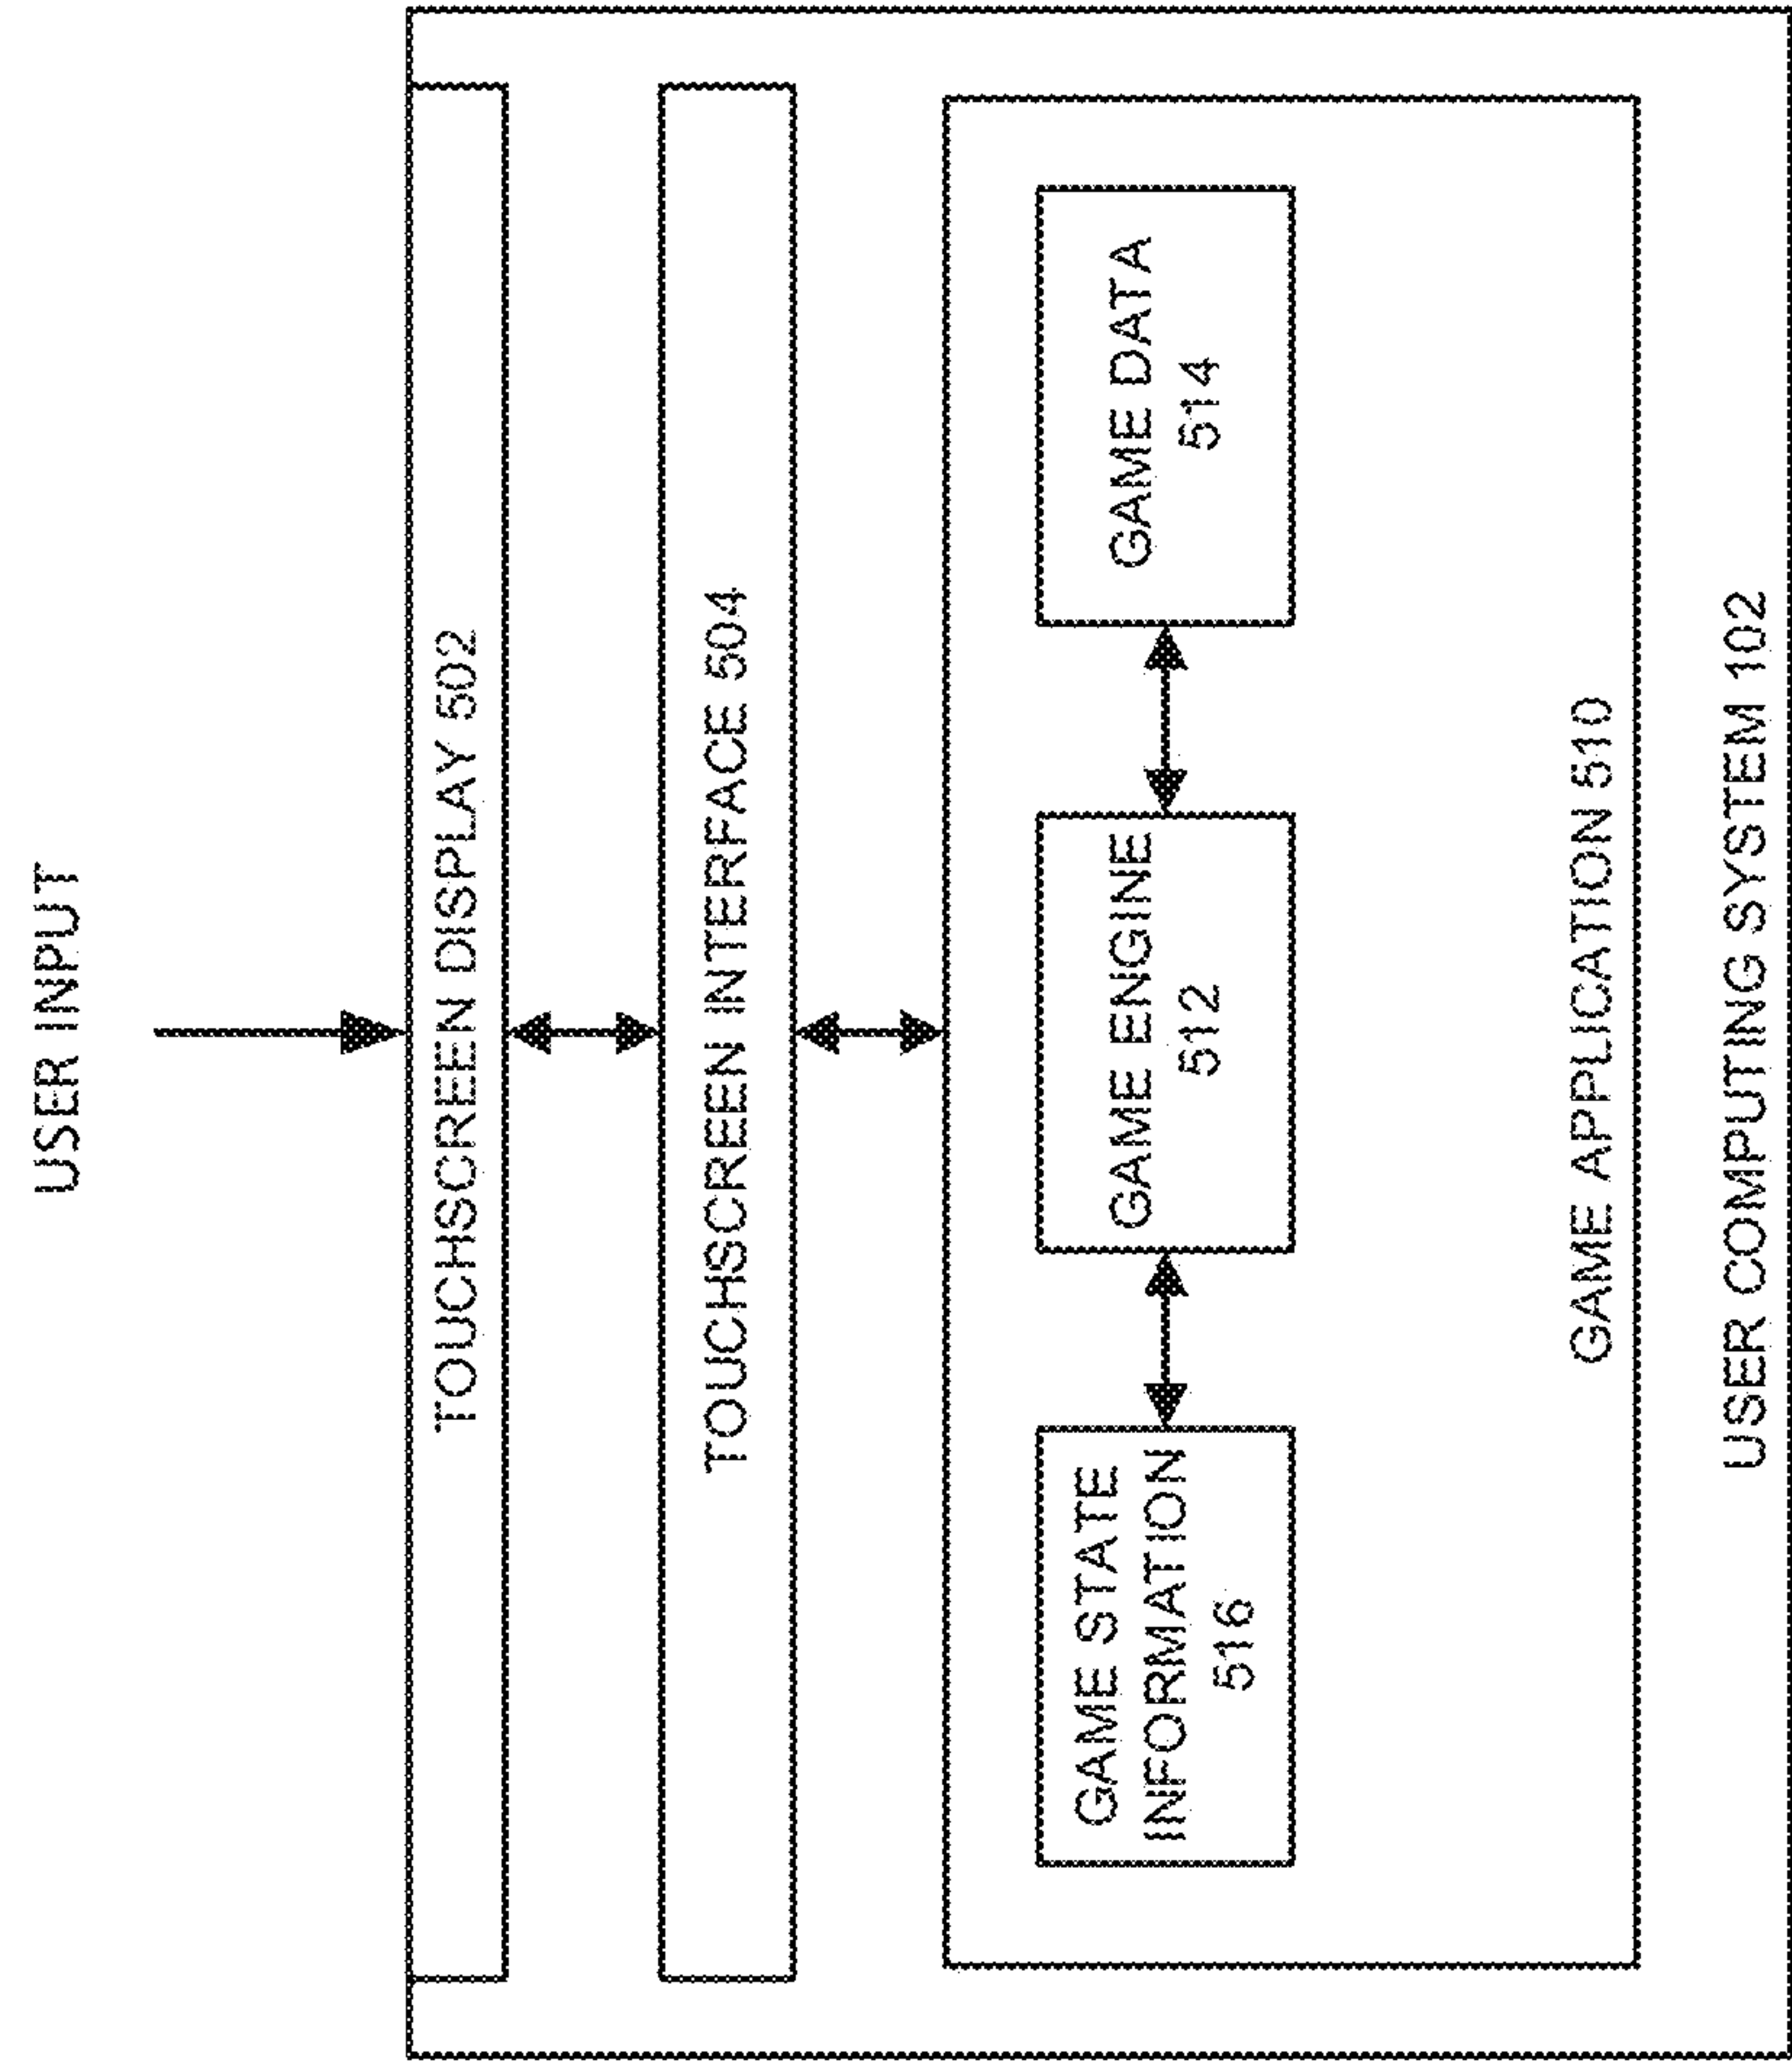 USER INPUT
TOUCHSCREEN DISPLAY 502
TOUCHSCREEN INTERFACE 504
GAME STATE
INFORMATION
516
GAME ENGINE
512
GAME DATA
514
GAME APPLICATION 510
USER COMPUTING SYSTEM 102